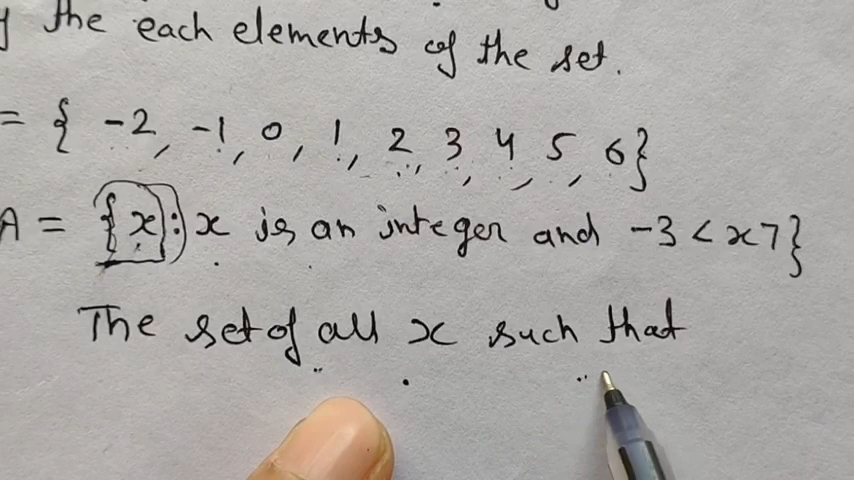 the each elements of the set.
= { -2, -1, 0, 1, 2, 3, 4, 5, 6}
A = {x : x is an integer and -3 < x 7}
The set of all x such that